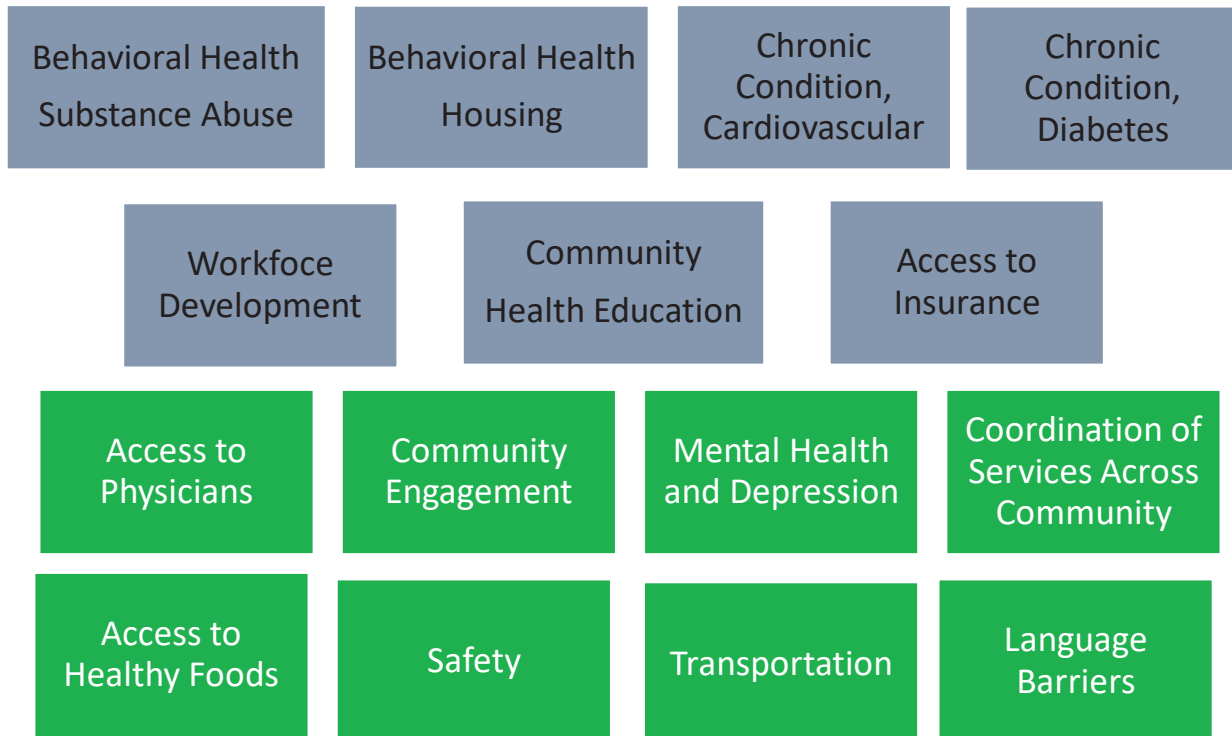 Behavioral Health
Substance Abuse
Behavioral Health
Housing
Chronic
Condition,
Cardiovascular
Chronic
Condition,
Diabetes
Workfoce
Development
Community
Health Education
Access to
Insurance
Access to
Physicians
Community
Engagement
Mental Health
and Depression
Coordination of
Services Across
Community
Access to
Healthy Foods
Safety
Transportation
Language
Barriers